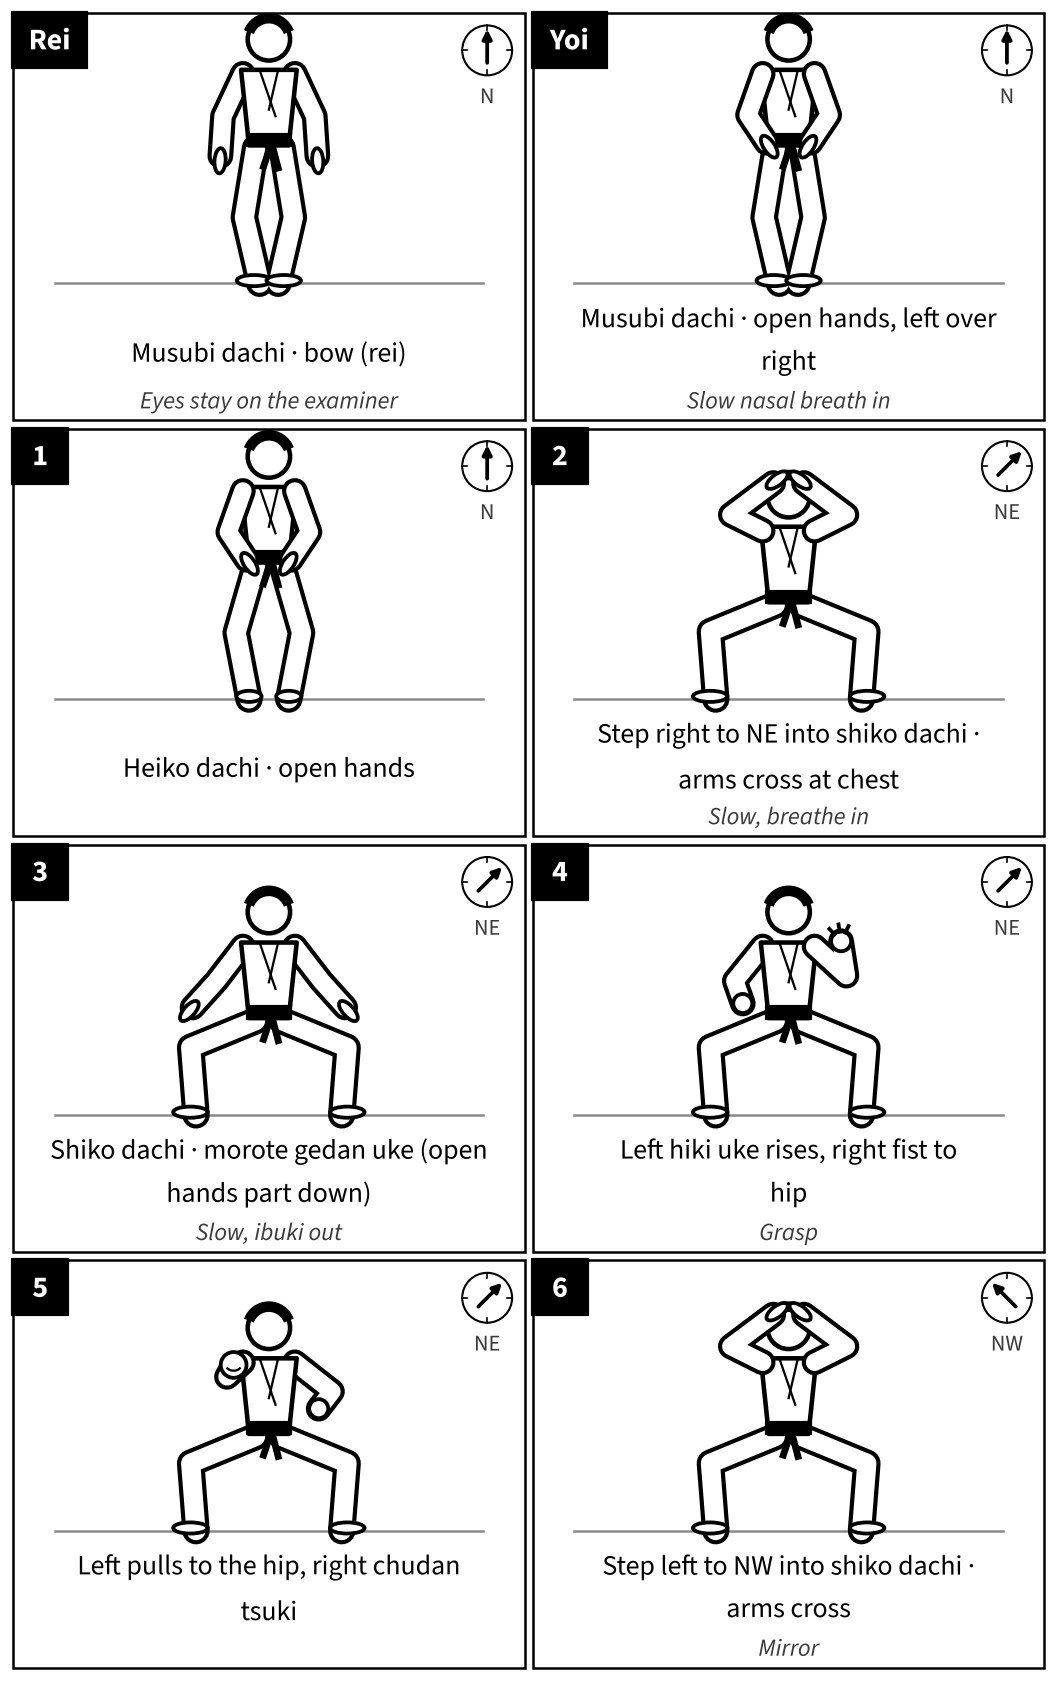 Rei
N
Musubi dachi · bow (rei)
Eyes stay on the examiner
Yoi
N
Musubi dachi · open hands, left over
right
Slow nasal breath in
1
N
Heiko dachi · open hands
2
NE
Step right to NE into shiko dachi ·
arms cross at chest
Slow, breathe in
3
NE
Shiko dachi · morote gedan uke (open
hands part down)
Slow, ibuki out
4
NE
Left hiki uke rises, right fist to
hip
Grasp
5
NE
Left pulls to the hip, right chudan
tsuki
6
NW
Step left to NW into shiko dachi ·
arms cross
Mirror